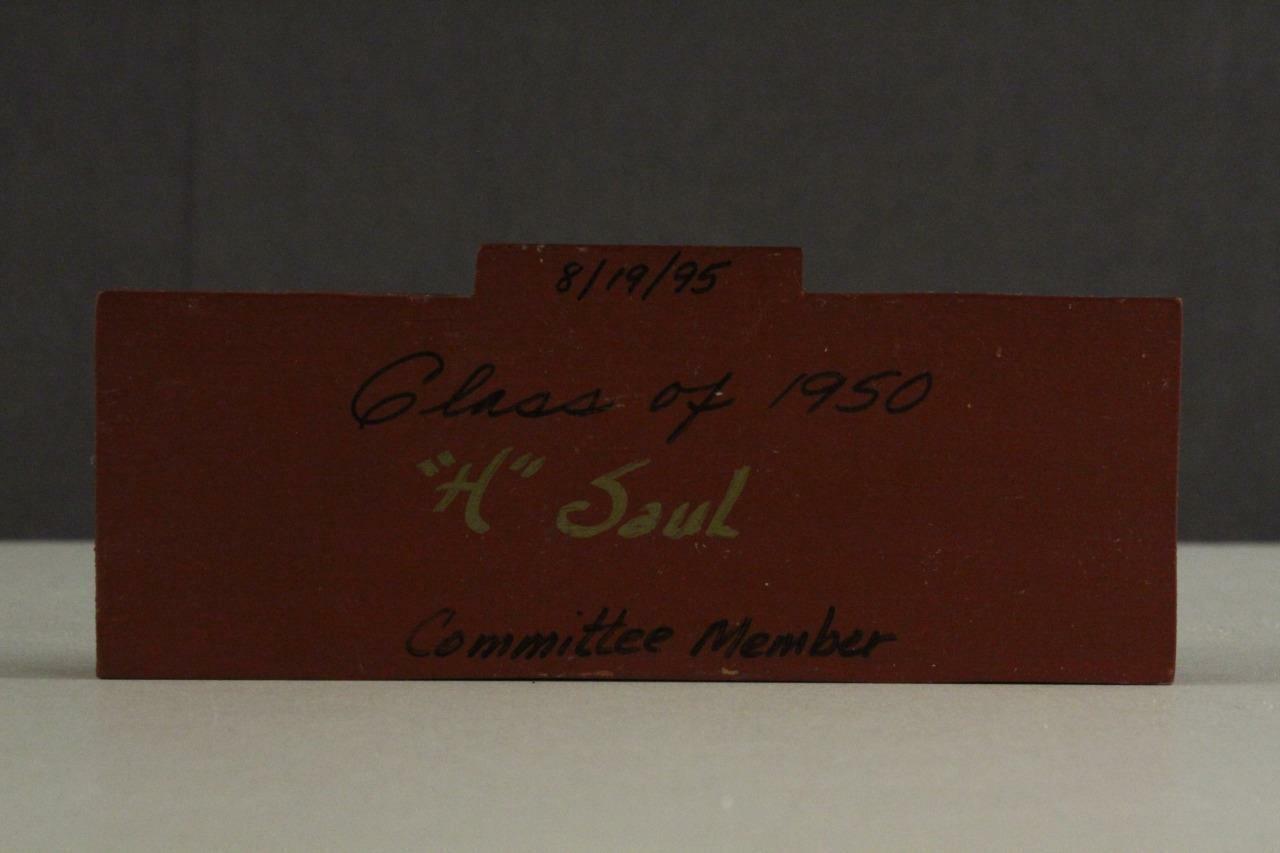 8/19/95
Class of 1950
"H" Saul
Committee Member